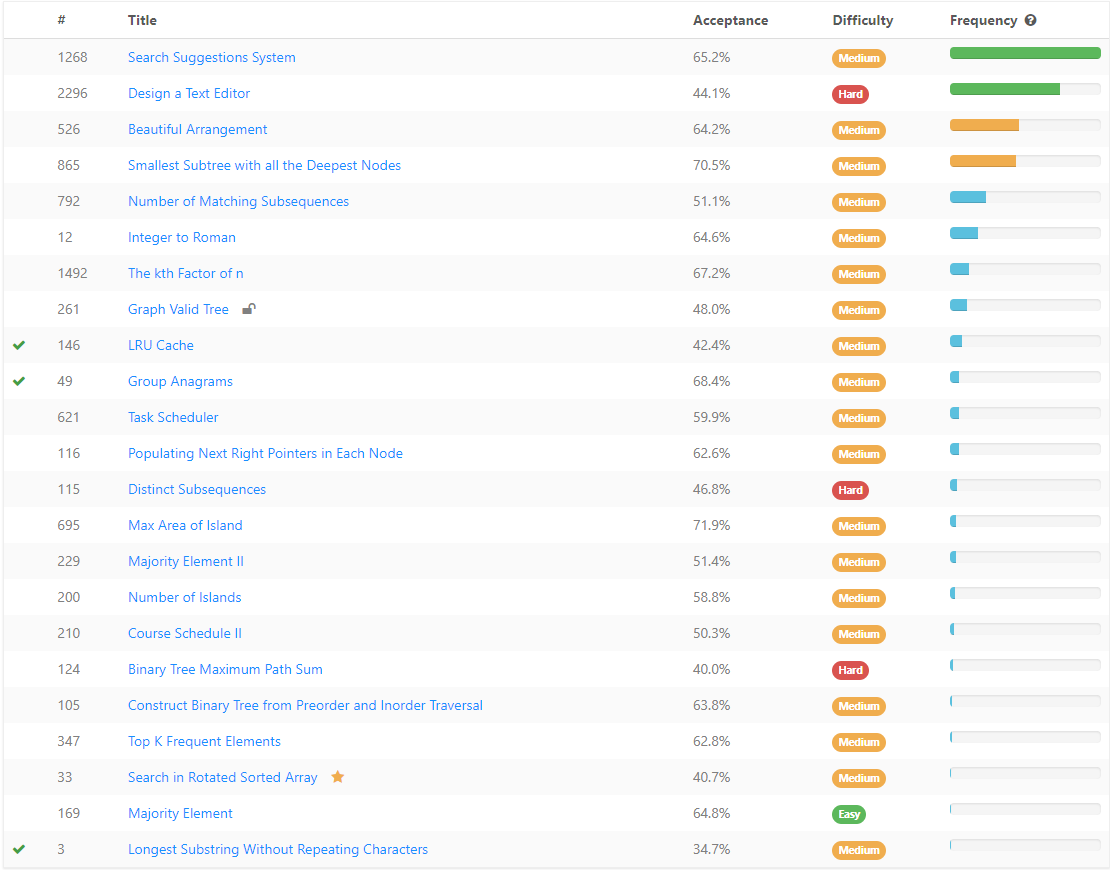 # Title Acceptance Difficulty Frequency ?
1268 Search Suggestions System 65.2% Medium
2296 Design a Text Editor 44.1% Hard
526 Beautiful Arrangement 64.2% Medium
865 Smallest Subtree with all the Deepest Nodes 70.5% Medium
792 Number of Matching Subsequences 51.1% Medium
12 Integer to Roman 64.6% Medium
1492 The kth Factor of n 67.2% Medium
261 Graph Valid Tree 48.0% Medium
146 LRU Cache 42.4% Medium
49 Group Anagrams 68.4% Medium
621 Task Scheduler 59.9% Medium
116 Populating Next Right Pointers in Each Node 62.6% Medium
115 Distinct Subsequences 46.8% Hard
695 Max Area of Island 71.9% Medium
229 Majority Element II 51.4% Medium
200 Number of Islands 58.8% Medium
210 Course Schedule II 50.3% Medium
124 Binary Tree Maximum Path Sum 40.0% Hard
105 Construct Binary Tree from Preorder and Inorder Traversal 63.8% Medium
347 Top K Frequent Elements 62.8% Medium
33 Search in Rotated Sorted Array 40.7% Medium
169 Majority Element 64.8% Easy
3 Longest Substring Without Repeating Characters 34.7% Medium